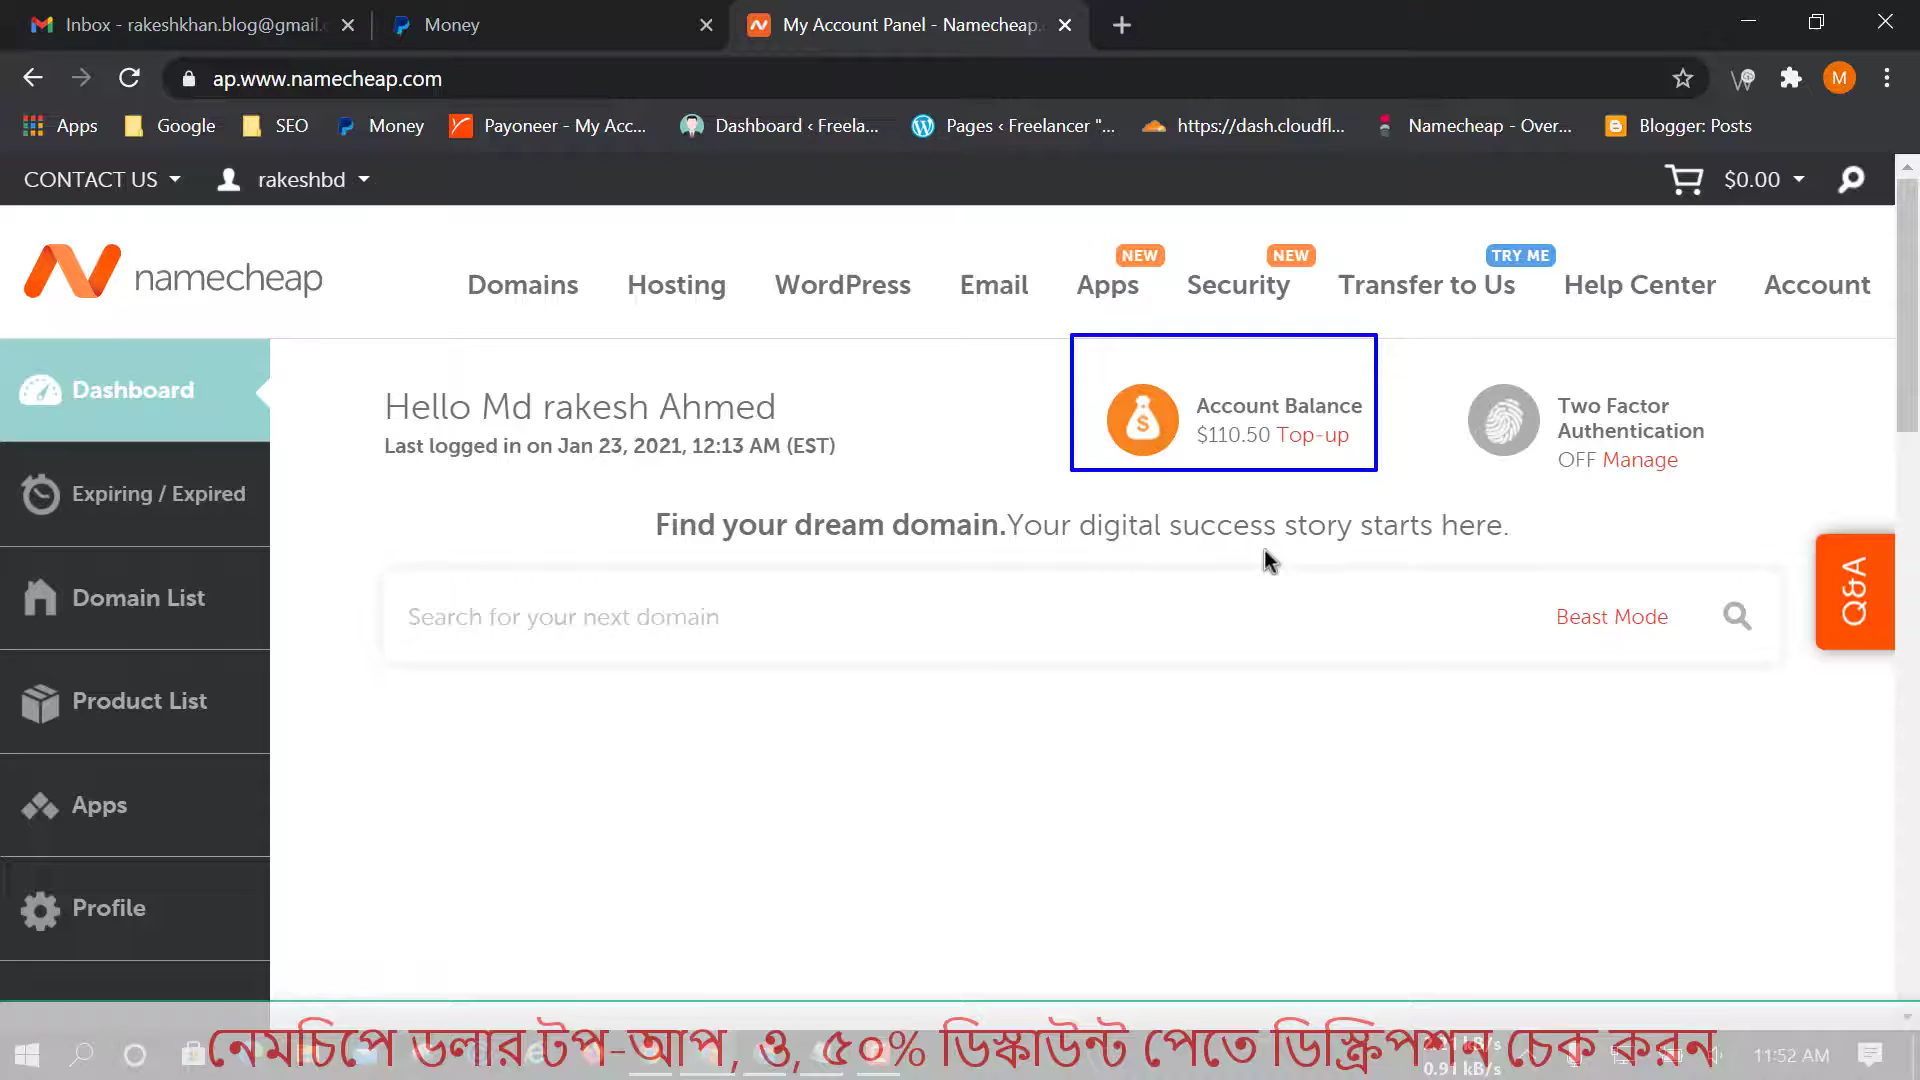 Inbox - rakeshkhan.blog@gmail.
Money
My Account Panel - Namecheap.
ap.www.namecheap.com
M
Apps
Google
SEO
Money
Payoneer - My Acc...
Dashboard ‹ Freela...
Pages ‹ Freelancer "...
https://dash.cloudfl...
Namecheap - Over...
Blogger: Posts
CONTACT US
rakeshbd
$0.00
namecheap
Domains
Hosting
WordPress
Email
NEW
Apps
NEW
Security
TRY ME
Transfer to Us
Help Center
Account
Dashboard
Expiring / Expired
Domain List
Product List
Apps
Profile
Hello Md rakesh Ahmed
Last logged in on Jan 23, 2021, 12:13 AM (EST)
Account Balance
$110.50 Top-up
Two Factor
Authentication
OFF Manage
Find your dream domain.Your digital success story starts here.
Search for your next domain
Beast Mode
Q&A
নেমচিপে ডলার টপ-আপ, ও, ৫০% ডিস্কাউন্ট পেতে ডিস্ক্রিপশন চেক করন
0.91 kB/s
11:52 AM